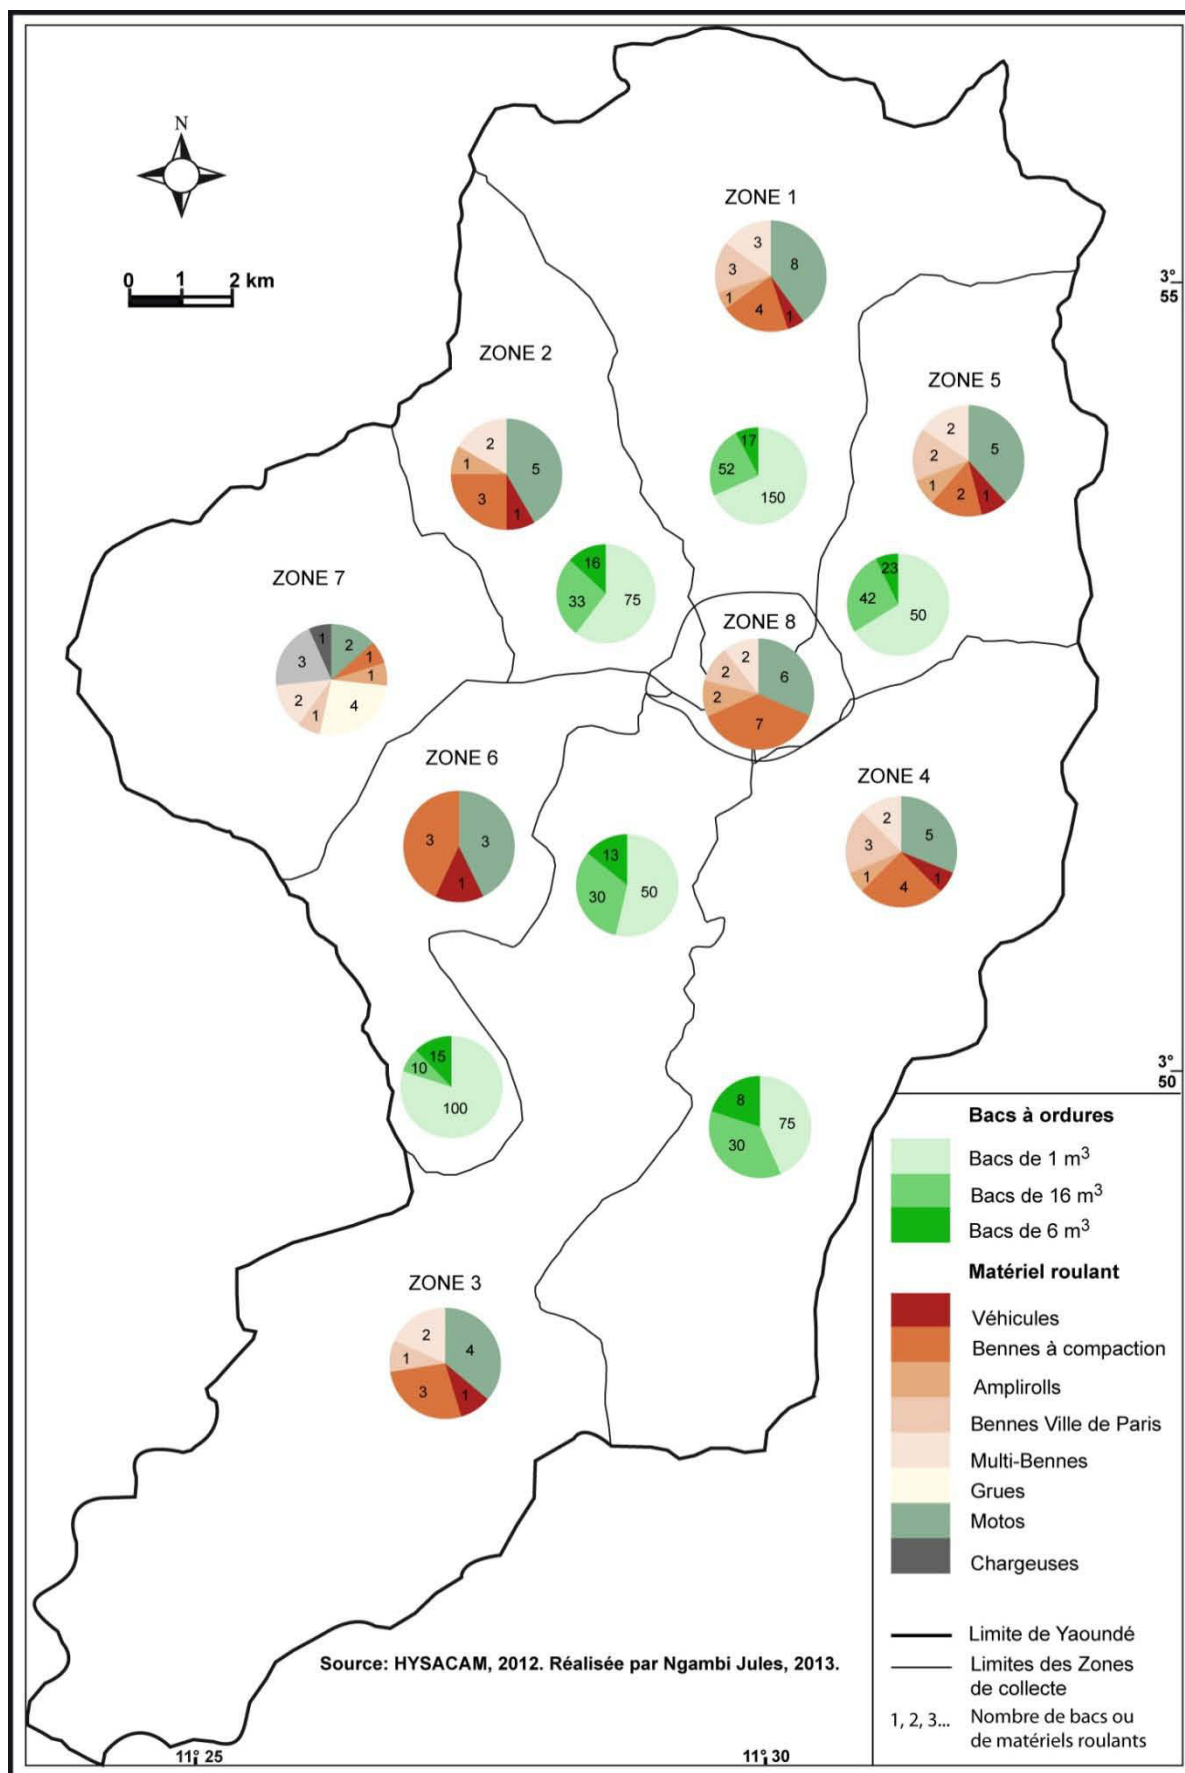 N
0 1 2 km
ZONE 1
3
8
3
1
4
1
3°
55
ZONE 2
2
5
1
3
1
ZONE 5
2
5
2
1
2
1
17
52
150
16
33
75
23
42
50
ZONE 7
1
2
3
1
1
2
1
4
ZONE 8
2
6
2
2
7
ZONE 6
3
3
1
ZONE 4
2
5
3
1
1
4
13
30
50
15
10
100
8
75
30
3°
50
ZONE 3
2
4
1
3
1
Bacs à ordures
Bacs de 1 m³
Bacs de 16 m³
Bacs de 6 m³
Matériel roulant
Véhicules
Bennes à compaction
Amplirolls
Bennes Ville de Paris
Multi-Bennes
Grues
Motos
Chargeuses
Limite de Yaoundé
Limites des Zones
de collecte
1, 2, 3... Nombre de bacs ou
de matériels roulants
Source: HYSACAM, 2012. Réalisée par Ngambi Jules, 2013.
11° 25
11° 30